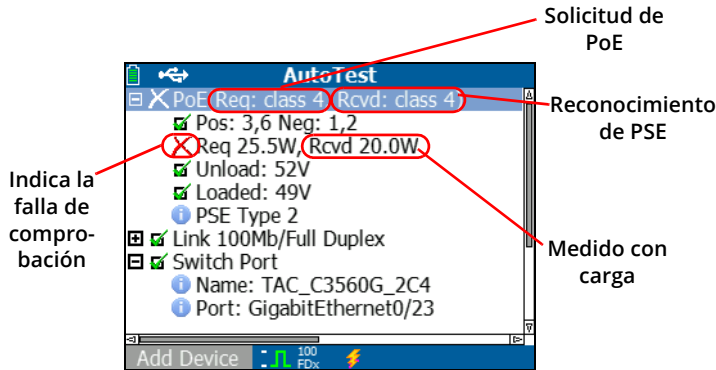 Solicitud de
PoE
AutoTest
PoE Req: class 4 Rcvd: class 4
Reconocimiento
de PSE
Pos: 3,6 Neg: 1,2
Req 25.5W, Rcvd 20.0W
Indica la
falla de
compro-
bación
Unload: 52V
Loaded: 49V
PSE Type 2
Link 100Mb/Full Duplex
Switch Port
Medido con
carga
Name: TAC_C3560G_2C4
Port: GigabitEthernet0/23
Add Device
100
FDx